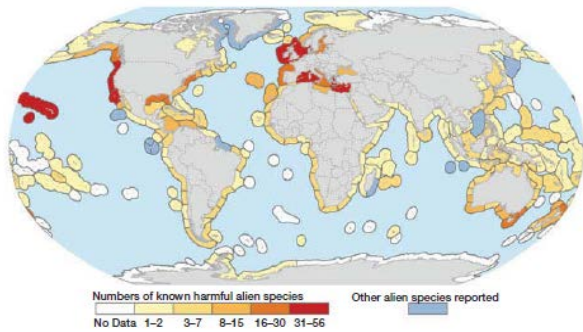 Numbers of known harmful alien species
Other alien species reported
No Data 1–2 3–7 8–15 16–30 31–56